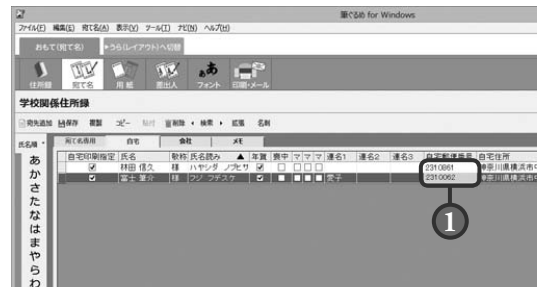 筆ぐるめ for Windows
ファイル(F) 編集(E) 宛て名(A) 表示(V) ツール(T) ナビ(N) ヘルプ(H)
おもて(宛て名) ▶うら(レイアウト)へ切替
住所録 宛て名 用紙 差出人 フォント 印刷・メール
学校関係住所録
宛先追加 保存 複製 コピー 貼付 削除 検索 拡張 名刺
氏名順 宛て名専用 自宅 会社 メモ
自宅印刷指定 氏名 敬称 氏名読み ▲ 年賀 喪中 マ マ マ 連名1 連名2 連名3 自宅郵便番号 自宅住所
林田 信久 様 ハヤシダ ノブヒサ 2310861 神奈川県横浜市
富士 筆介 様 フジ フデスケ 愛子 2310062 神奈川県横浜市
あ
か
さ
た
な
は
ま
や
ら
わ
1